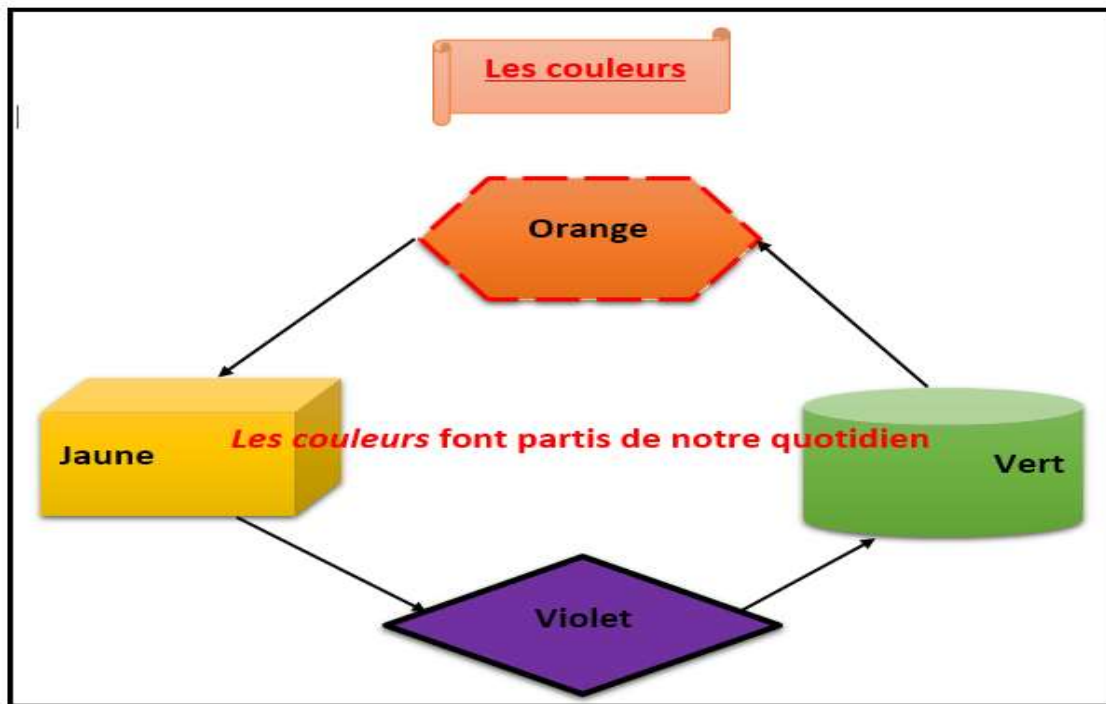 Les couleurs
Orange
Jaune
Les couleurs font partis de notre quotidien
Vert
Violet